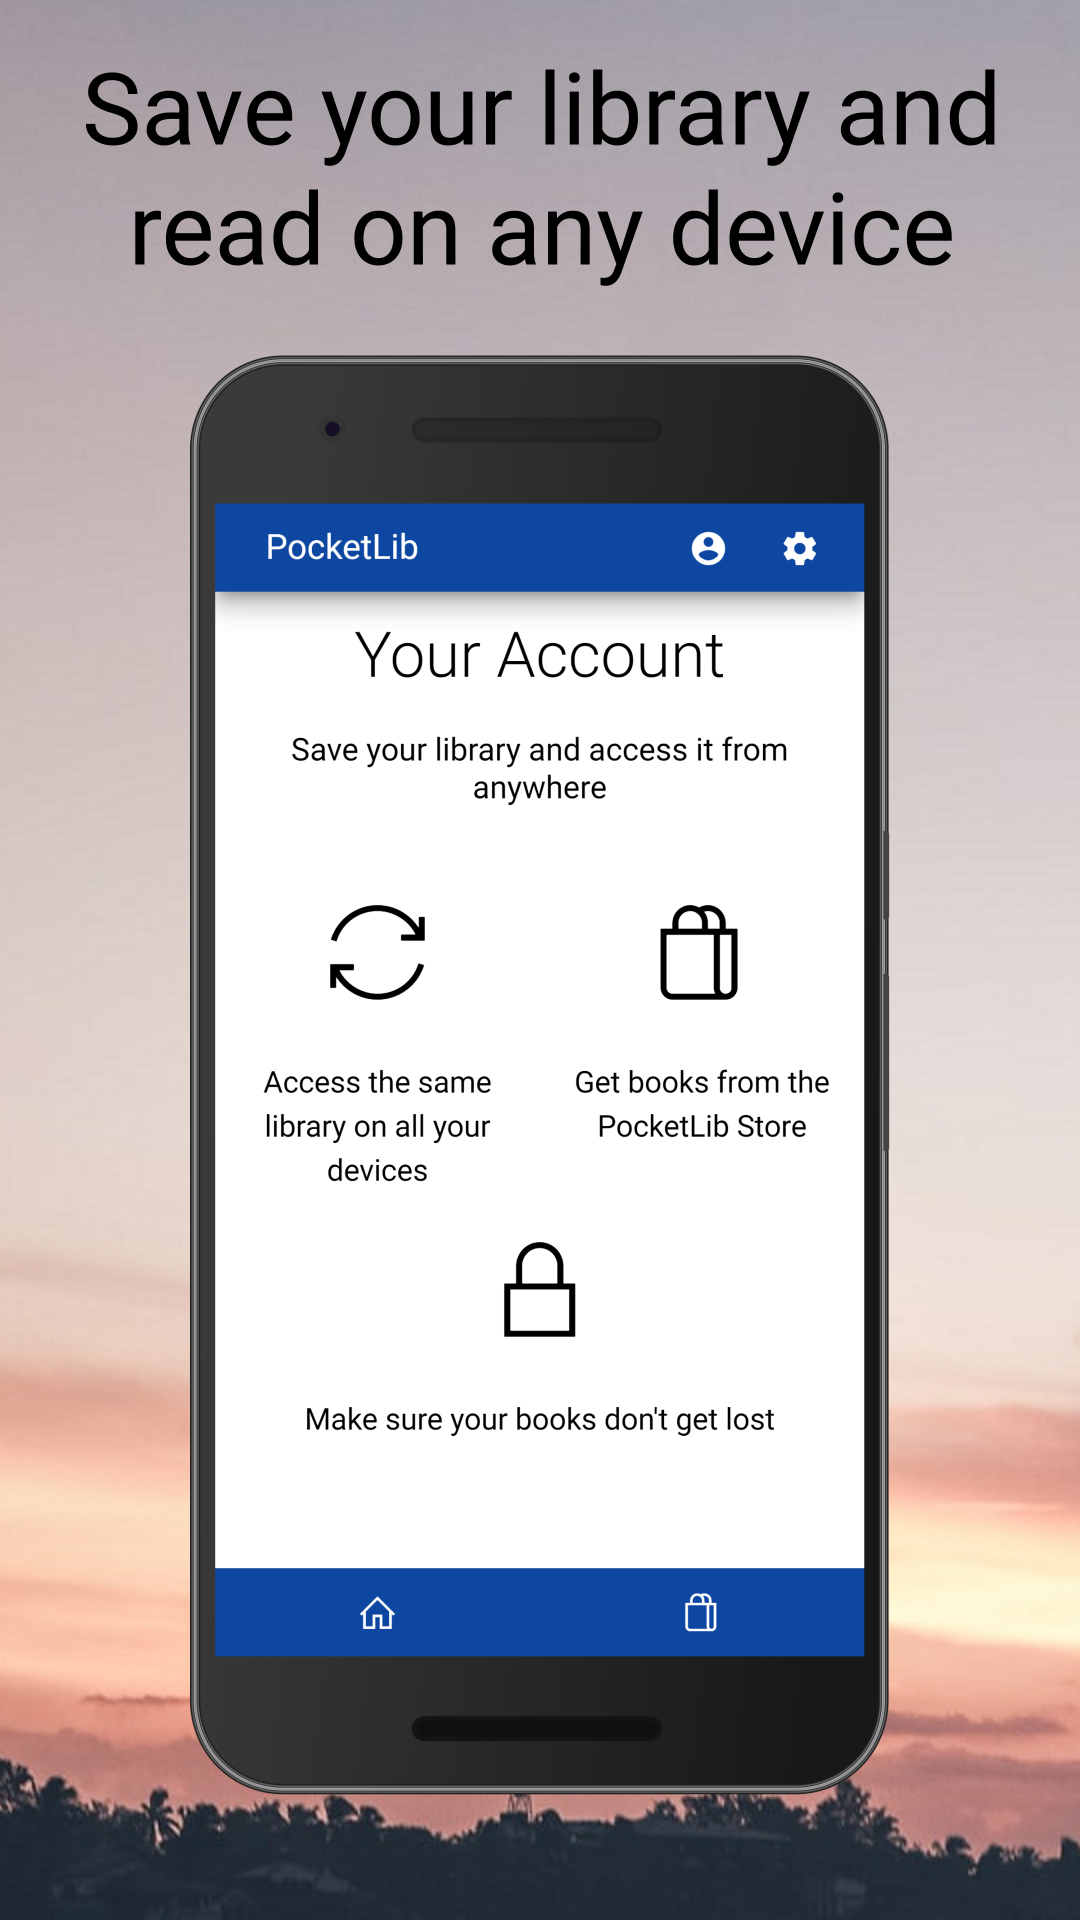 Save your library and
read on any device
PocketLib
Your Account
Save your library and access it from
anywhere
Access the same
library on all your
devices
Get books from the
PocketLib Store
Make sure your books don't get lost